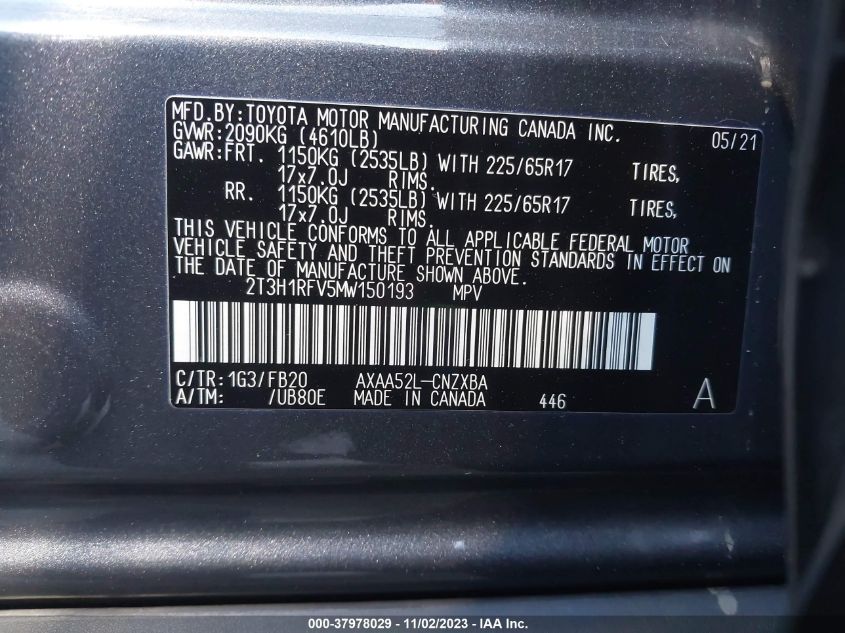 MFD.BY:TOYOTA MOTOR MANUFACTURING CANADA INC. 05/21
GVWR:2090KG (4610LB)
GAWR:FRT. 1150KG (2535LB) WITH 225/65R17 TIRES,
17x7.0J RIMS.
RR. 1150KG (2535LB) WITH 225/65R17 TIRES,
17x7.0J RIMS.
THIS VEHICLE CONFORMS TO ALL APPLICABLE FEDERAL MOTOR
VEHICLE SAFETY AND THEFT PREVENTION STANDARDS IN EFFECT ON
THE DATE OF MANUFACTURE SHOWN ABOVE.
2T3H1RFV5MW150193 MPV
C/TR:1G3/FB20 AXAA52L-CNZXBA
A/TM: /UB80E MADE IN CANADA 446 A
000-37978029 - 11/02/2023 - IAA Inc.